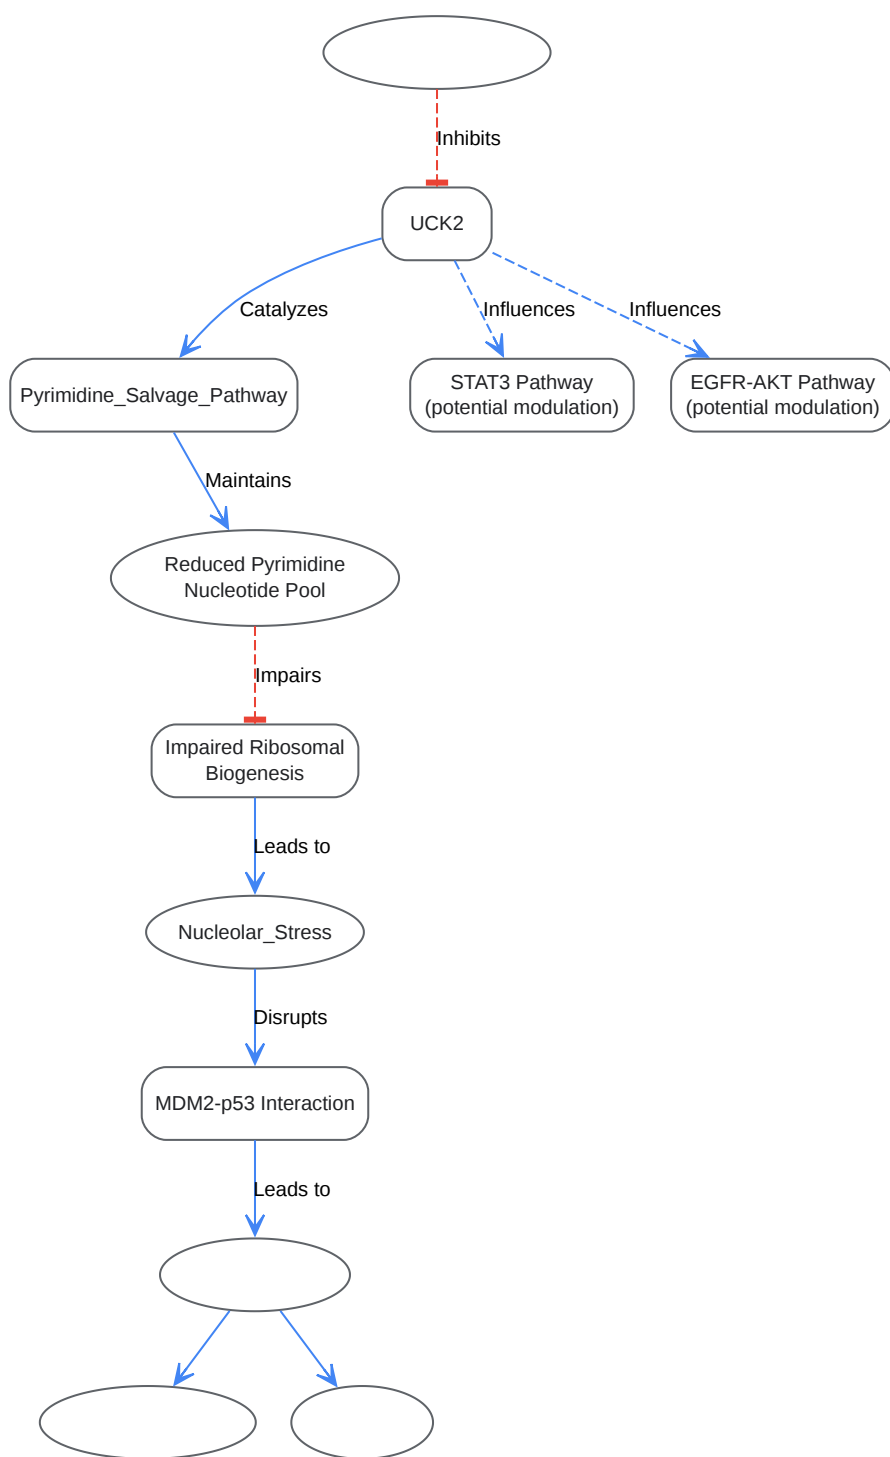 Inhibits
UCK2
Catalyzes
Influences
Influences
Pyrimidine_Salvage_Pathway
STAT3 Pathway
(potential modulation)
EGFR-AKT Pathway
(potential modulation)
Maintains
Reduced Pyrimidine
Nucleotide Pool
Impairs
Impaired Ribosomal
Biogenesis
Leads to
Nucleolar_Stress
Disrupts
MDM2-p53 Interaction
Leads to